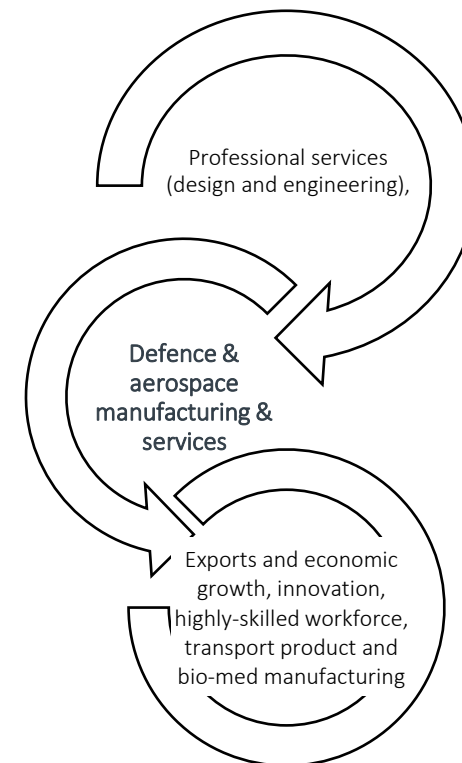 Professional services
(design and engineering),
Defence &
aerospace
manufacturing &
services
Exports and economic
growth, innovation,
highly-skilled workforce,
transport product and
bio-med manufacturing